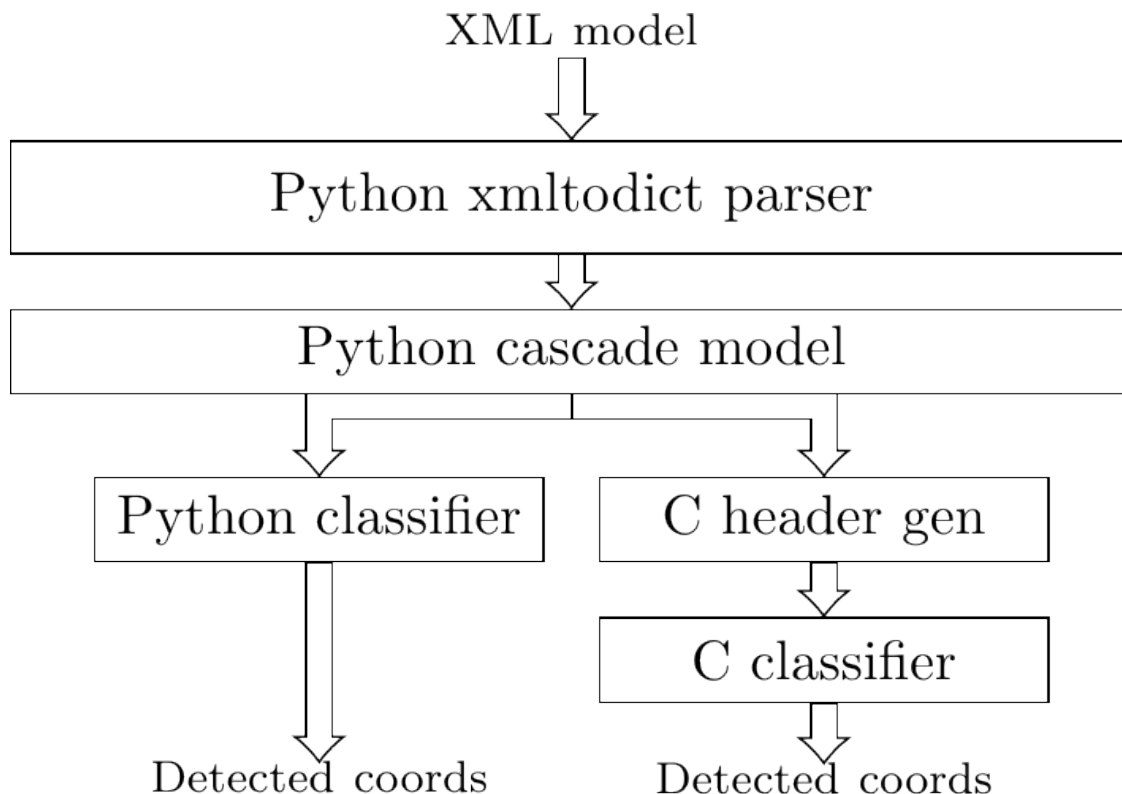 XML model
Python xmltodict parser
Python cascade model
Python classifier
C header gen
C classifier
Detected coords
Detected coords